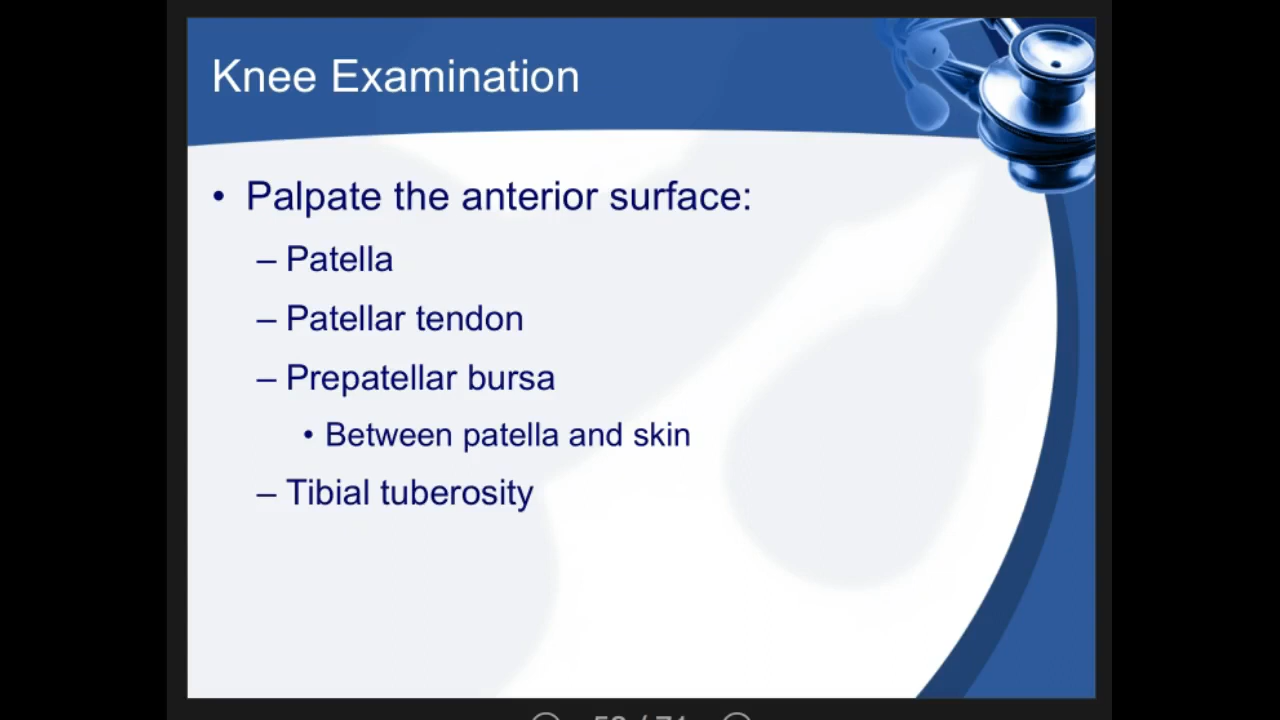 Knee Examination
• Palpate the anterior surface:
– Patella
– Patellar tendon
– Prepatellar bursa
• Between patella and skin
– Tibial tuberosity